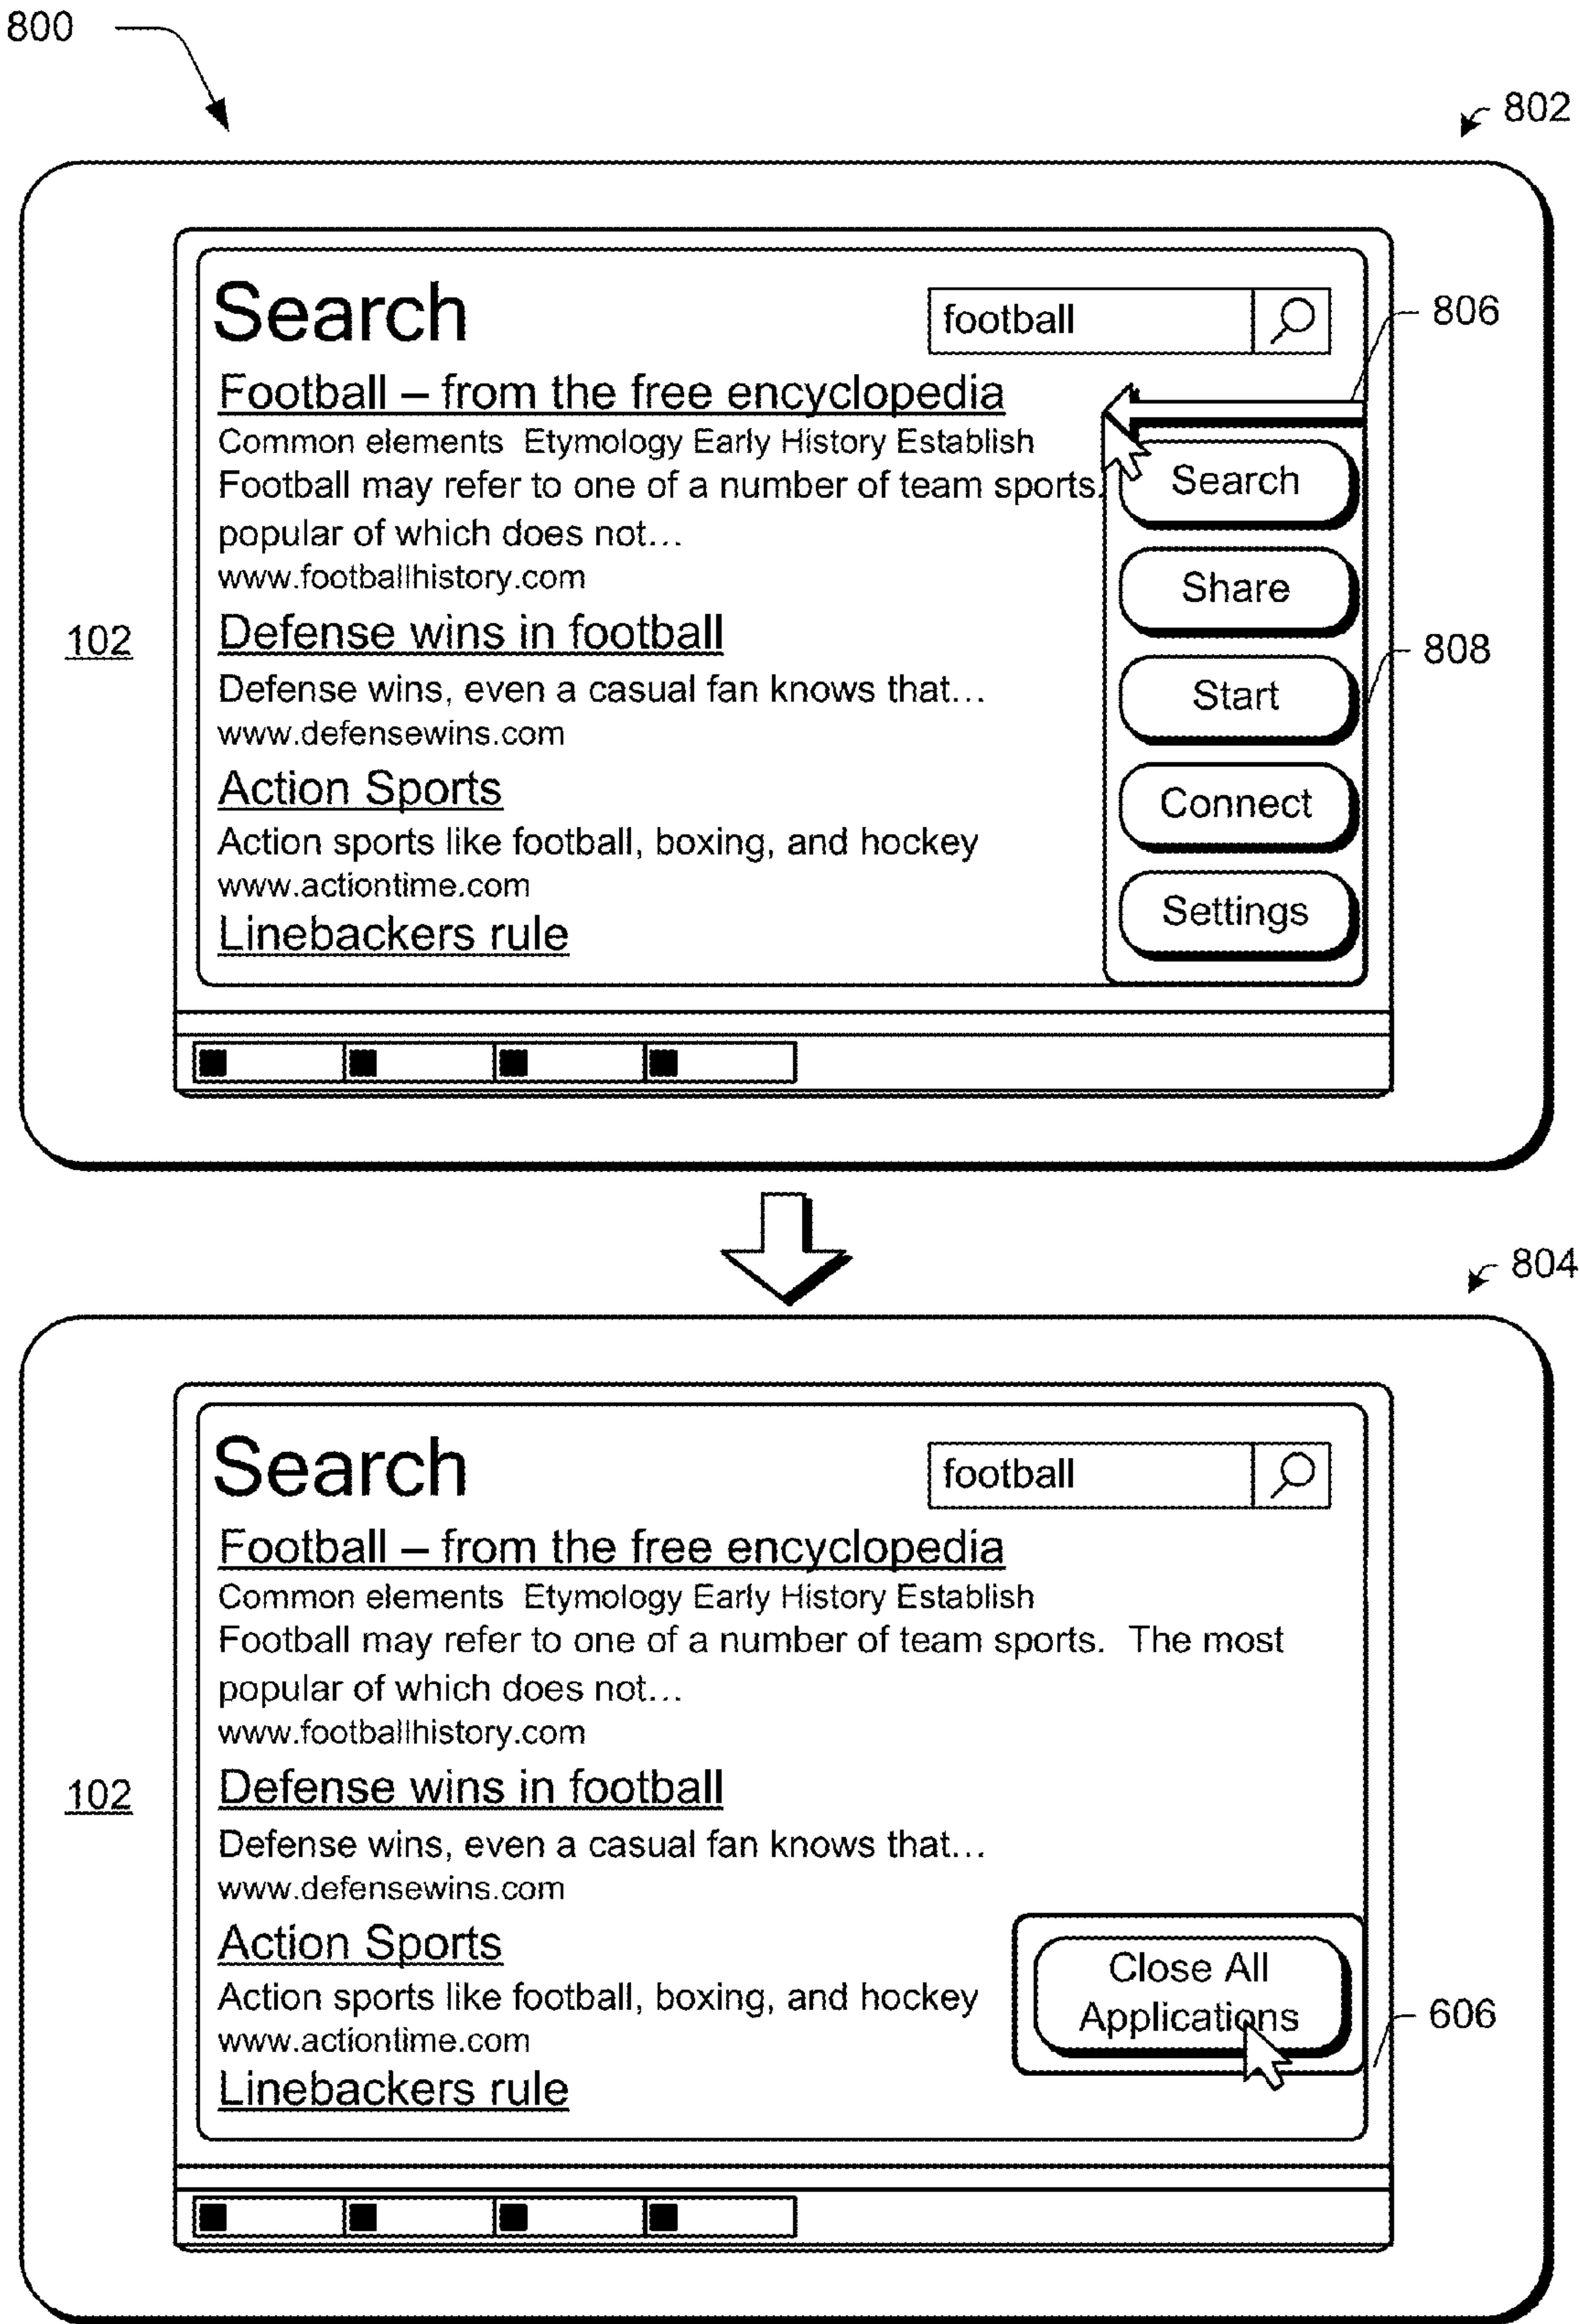 800
802
Search
football
806
Football – from the free encyclopedia
Common elements Etymology Early History Establish
Football may refer to one of a number of team sports.
popular of which does not...
www.footballhistory.com
102
Defense wins in football
Defense wins, even a casual fan knows that...
www.defensewins.com
Action Sports
Action sports like football, boxing, and hockey
www.actiontime.com
Linebackers rule
Search
Share
808
Start
Connect
Settings
804
Search
football
Football – from the free encyclopedia
Common elements Etymology Early History Establish
Football may refer to one of a number of team sports. The most
popular of which does not...
www.footballhistory.com
102
Defense wins in football
Defense wins, even a casual fan knows that...
www.defensewins.com
Action Sports
Action sports like football, boxing, and hockey
www.actiontime.com
Linebackers rule
Close All
Applications
606